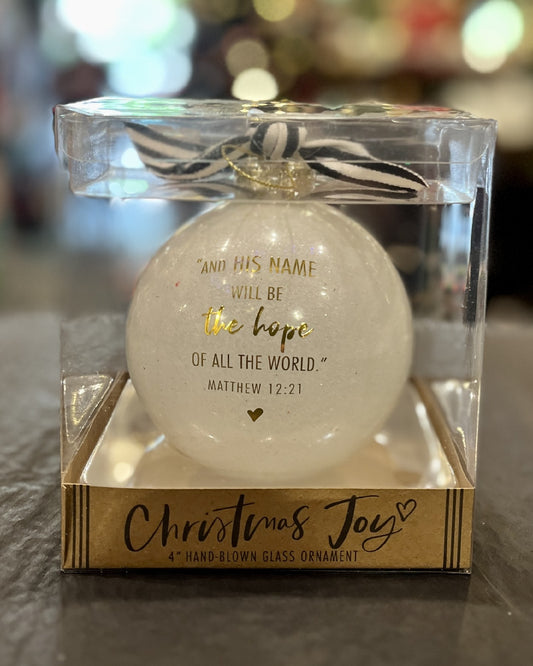 "AND HIS NAME
WILL BE
the hope
OF ALL THE WORLD."
MATTHEW 12:21
Christmas Joy
4" HAND-BLOWN GLASS ORNAMENT